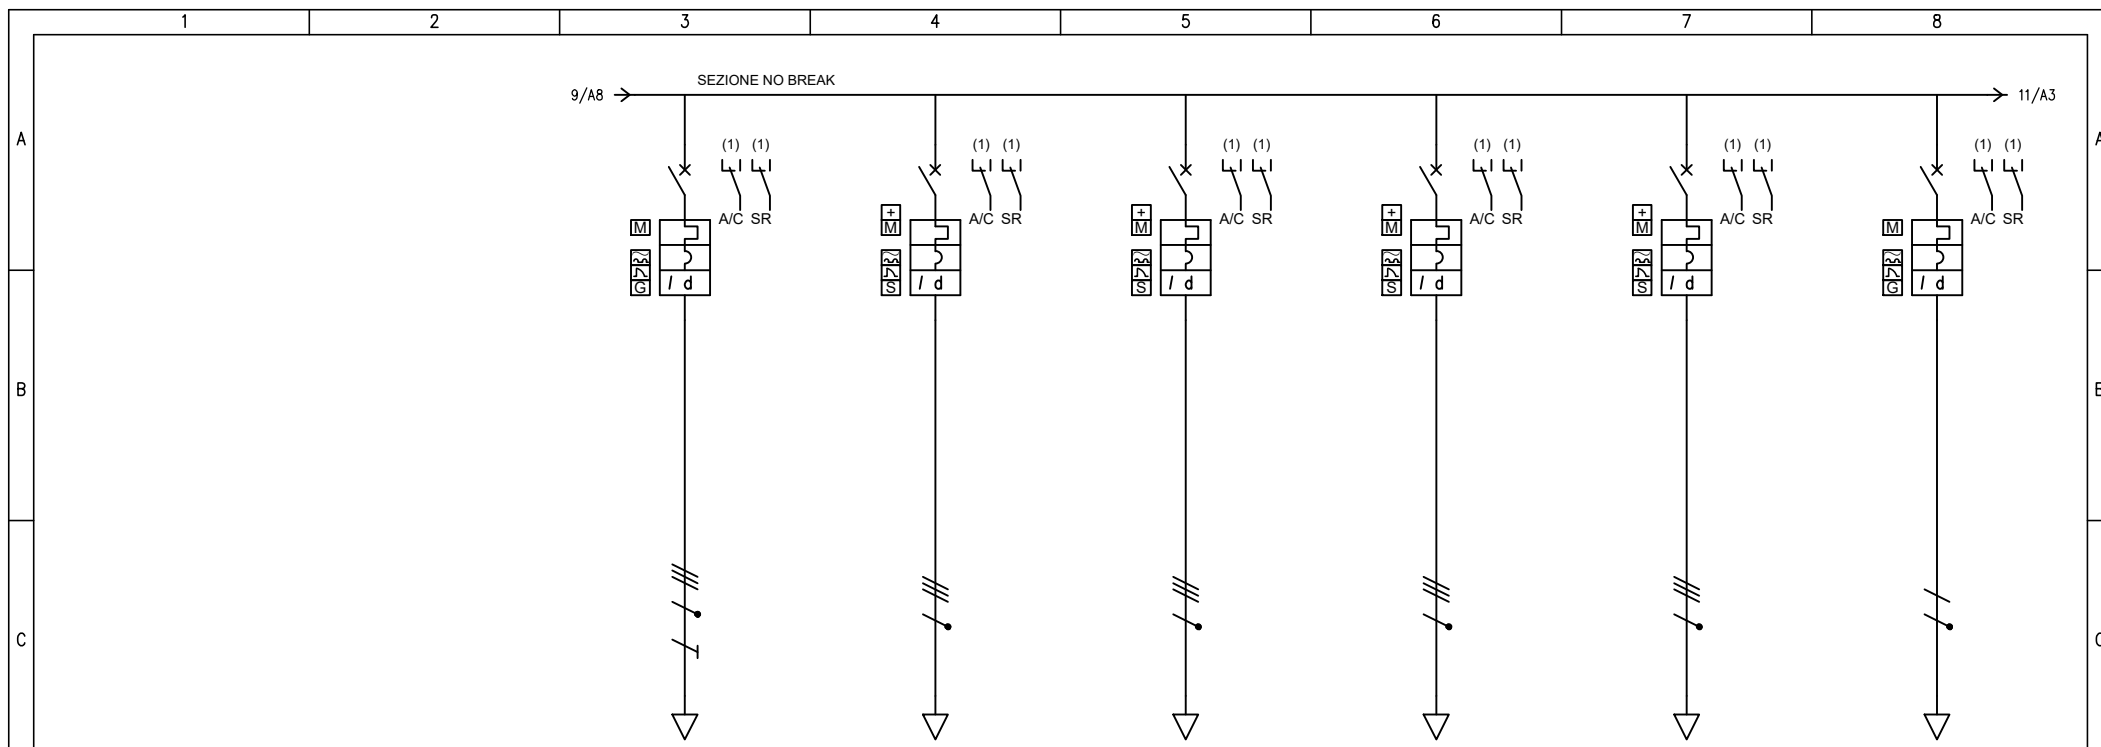 1 2 3 4 5 6 7 8
SEZIONE NO BREAK
9/A8 11/A3
A A
(1) (1) (1) (1) (1) (1) (1) (1) (1) (1) (1) (1)
+ + + +
A/C SR A/C SR A/C SR A/C SR A/C SR A/C SR
M M M M M M
I d I d I d I d I d I d
G S S S S G
B B
C C